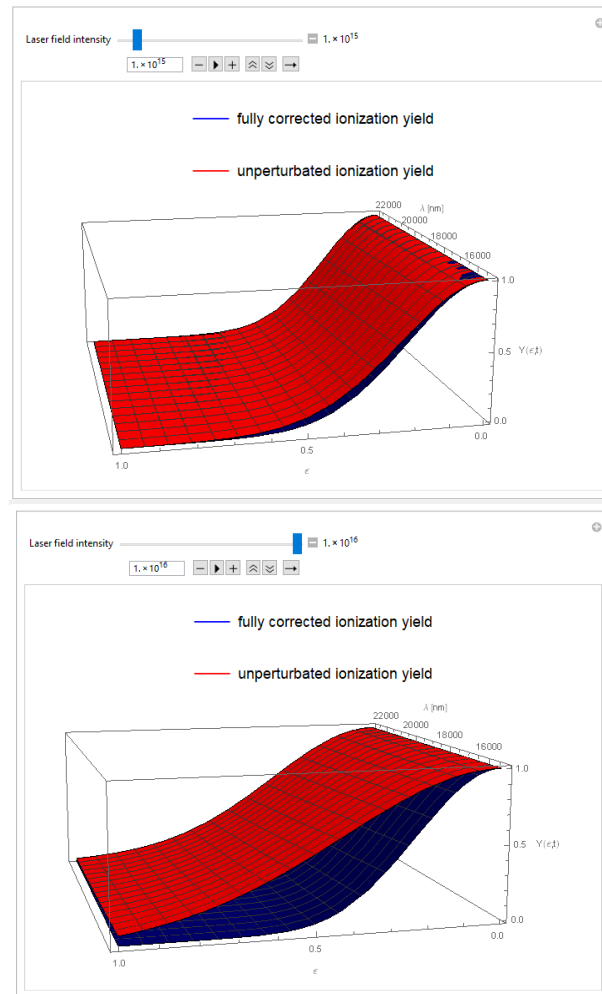 Laser field intensity 1. × 10¹⁵
1. × 10¹⁵
fully corrected ionization yield
unperturbated ionization yield
22000 λ [nm]
20000
18000
16000
1.0
0.5 Y(ε,t)
0.0
1.0 0.5 0.0
ε
Laser field intensity 1. × 10¹⁶
1. × 10¹⁶
fully corrected ionization yield
unperturbated ionization yield
22000 λ [nm]
20000
18000
16000
1.0
0.5 Y(ε,t)
0.0
1.0 0.5 0.0
ε